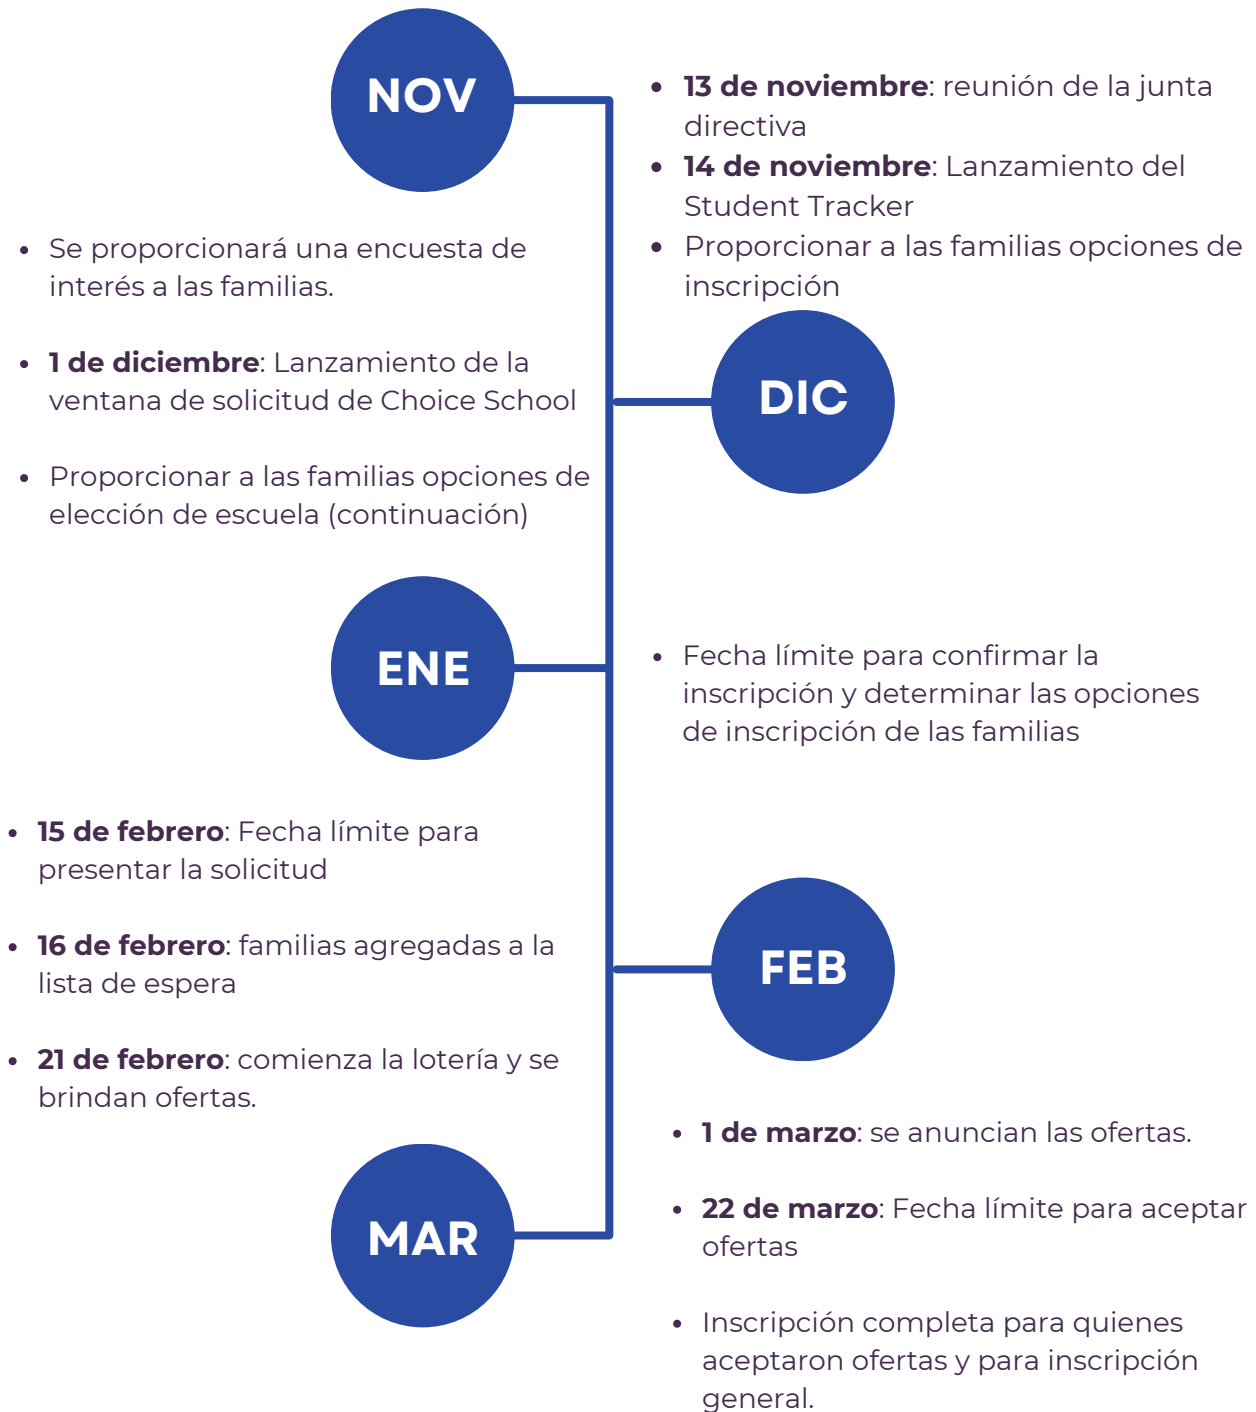 NOV
• 13 de noviembre: reunión de la junta
directiva
• 14 de noviembre: Lanzamiento del
Student Tracker
• Proporcionar a las familias opciones de
inscripción
DIC
• Se proporcionará una encuesta de
interés a las familias.
• 1 de diciembre: Lanzamiento de la
ventana de solicitud de Choice School
• Proporcionar a las familias opciones de
elección de escuela (continuación)
ENE
• Fecha límite para confirmar la
inscripción y determinar las opciones
de inscripción de las familias
FEB
• 15 de febrero: Fecha límite para
presentar la solicitud
• 16 de febrero: familias agregadas a la
lista de espera
• 21 de febrero: comienza la lotería y se
brindan ofertas.
MAR
• 1 de marzo: se anuncian las ofertas.
• 22 de marzo: Fecha límite para aceptar
ofertas
• Inscripción completa para quienes
aceptaron ofertas y para inscripción
general.